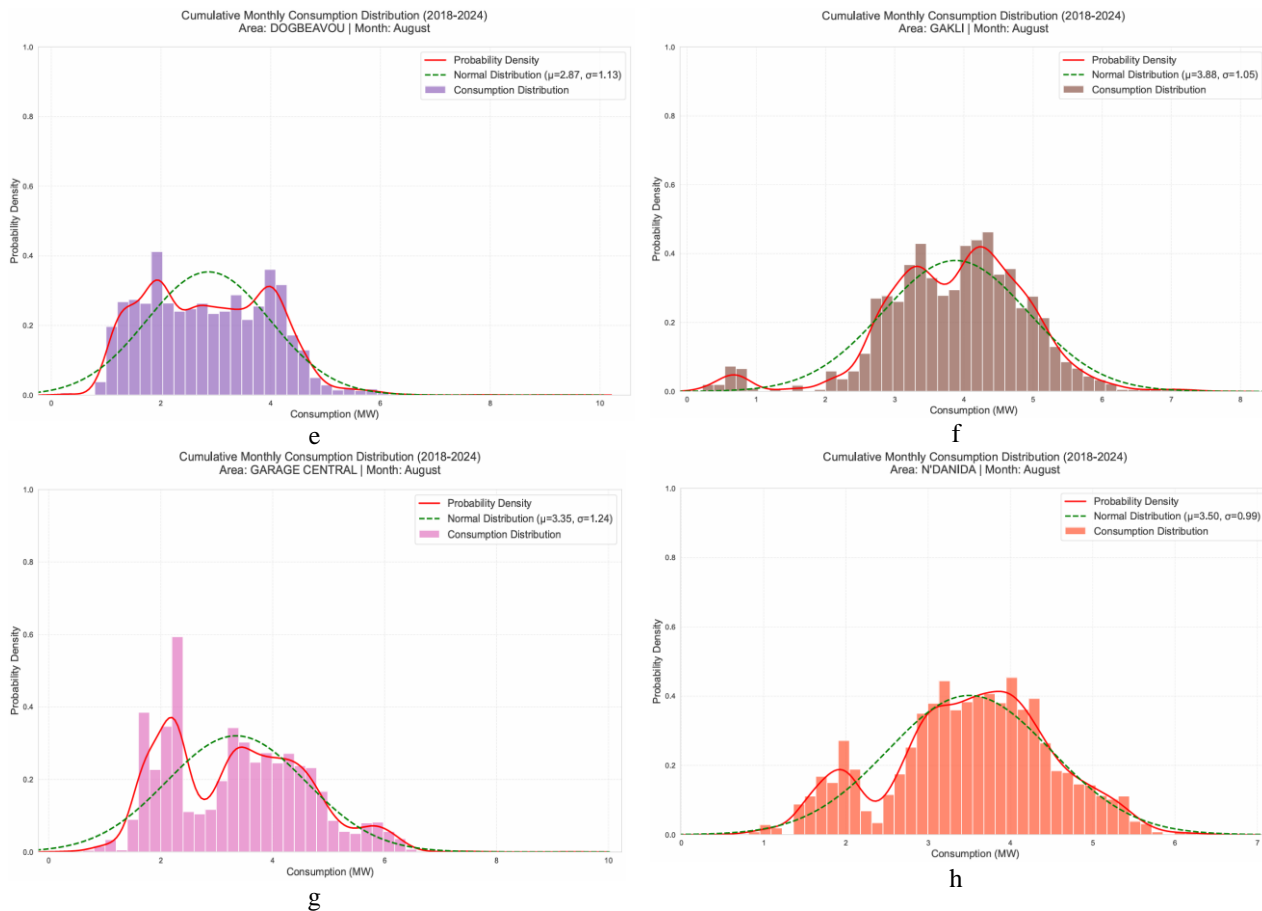 Cumulative Monthly Consumption Distribution (2018-2024)
Area: DOGBEAVOU | Month: August
1.0
0.8
0.6
0.4
0.2
0.0
Probability Density
Probability Density
Normal Distribution (μ=2.87, σ=1.13)
Consumption Distribution
0
2
4
6
8
10
Consumption (MW)
e
Cumulative Monthly Consumption Distribution (2018-2024)
Area: GAKLI | Month: August
1.0
0.8
0.6
0.4
0.2
0.0
Probability Density
Probability Density
Normal Distribution (μ=3.88, σ=1.05)
Consumption Distribution
0
1
2
3
4
5
6
7
8
Consumption (MW)
f
Cumulative Monthly Consumption Distribution (2018-2024)
Area: GARAGE CENTRAL | Month: August
1.0
0.8
0.6
0.4
0.2
0.0
Probability Density
Probability Density
Normal Distribution (μ=3.35, σ=1.24)
Consumption Distribution
0
2
4
6
8
10
Consumption (MW)
g
Cumulative Monthly Consumption Distribution (2018-2024)
Area: N'DANIDA | Month: August
1.0
0.8
0.6
0.4
0.2
0.0
Probability Density
Probability Density
Normal Distribution (μ=3.50, σ=0.99)
Consumption Distribution
0
1
2
3
4
5
6
7
Consumption (MW)
h